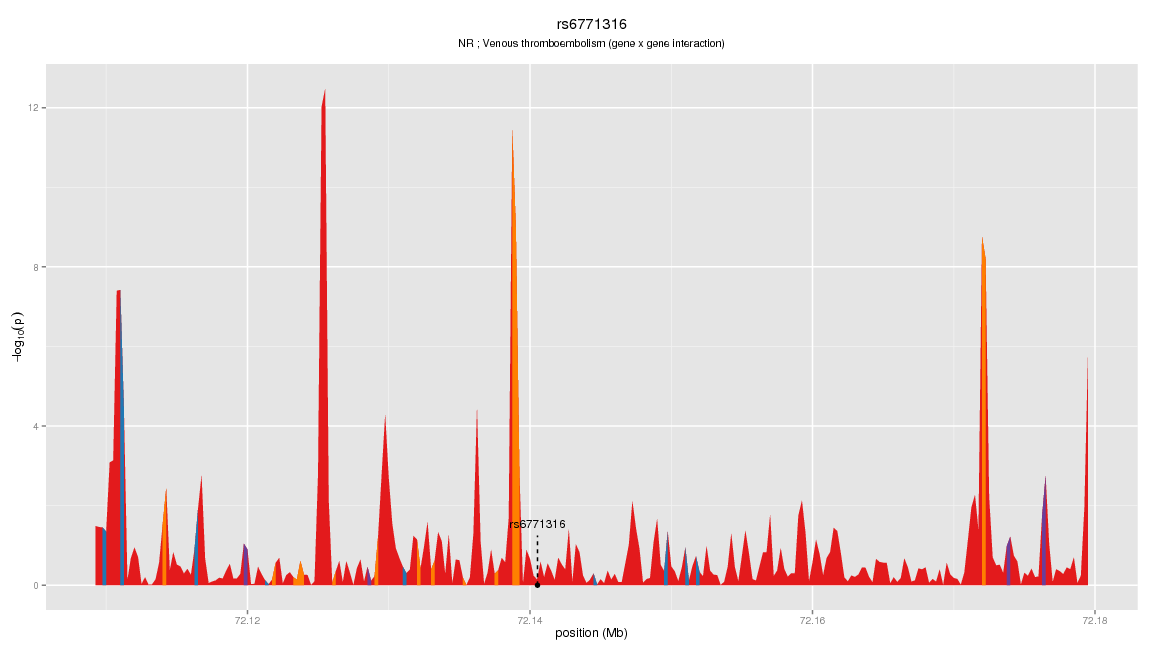 rs6771316
NR ; Venous thromboembolism (gene x gene interaction)
12
8
4
0
−log10(p)
rs6771316
72.12
72.14
72.16
72.18
position (Mb)